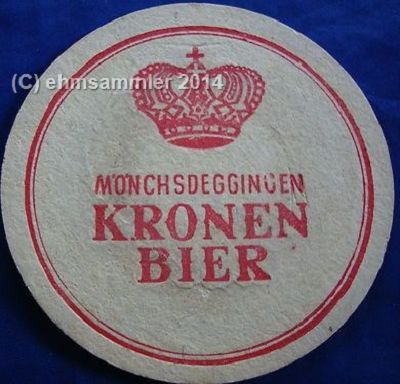 (C) ehmsammler 2014
MÖNCHSDEGGINGEN
KRONEN
BIER